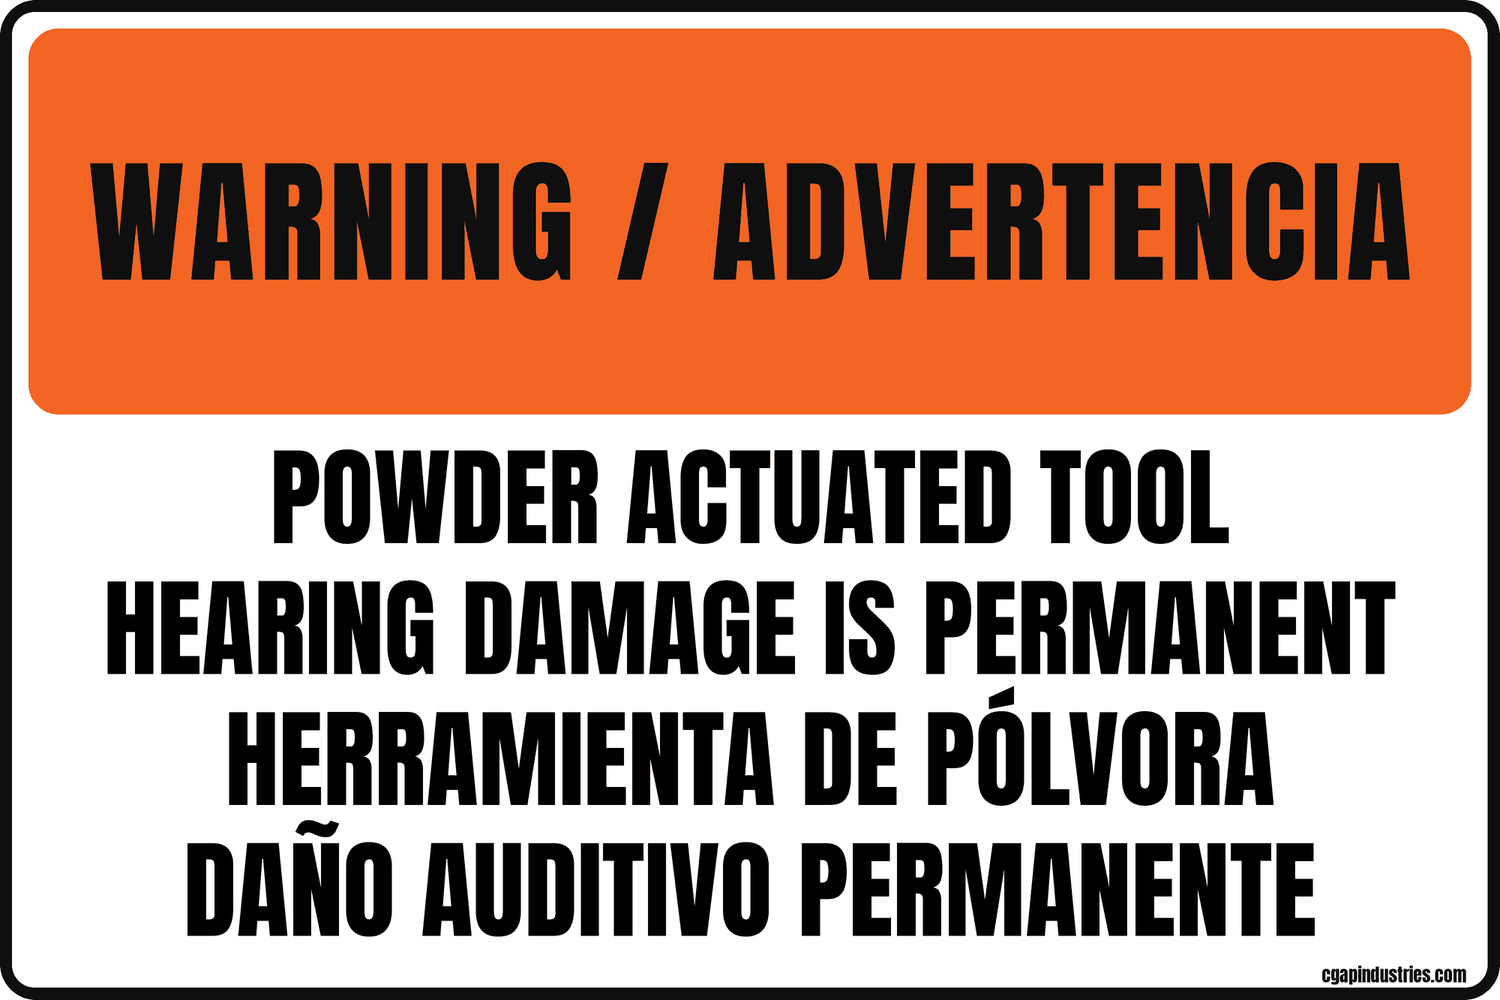 WARNING / ADVERTENCIA
POWDER ACTUATED TOOL
HEARING DAMAGE IS PERMANENT
HERRAMIENTA DE PÓLVORA
DAÑO AUDITIVO PERMANENTE
cgapindustries.com